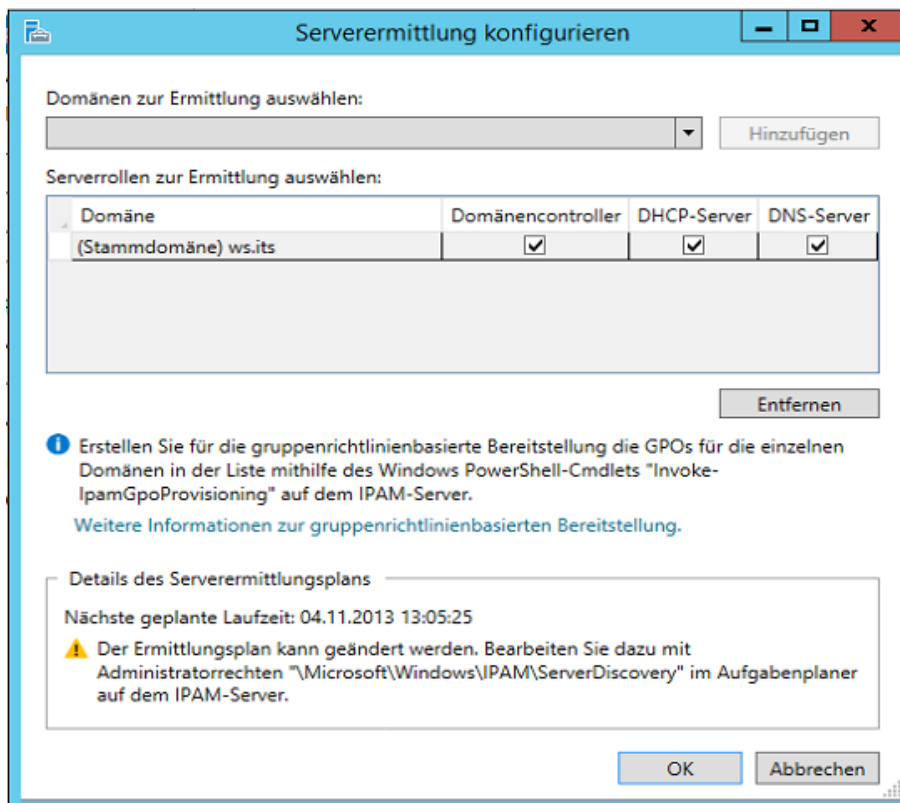 Serverermittlung konfigurieren
Domänen zur Ermittlung auswählen:
Hinzufügen
Serverrollen zur Ermittlung auswählen:
Domäne Domänencontroller DHCP-Server DNS-Server
(Stammdomäne) ws.its
Entfernen
Erstellen Sie für die gruppenrichtlinienbasierte Bereitstellung die GPOs für die einzelnen
Domänen in der Liste mithilfe des Windows PowerShell-Cmdlets "Invoke-
IpamGpoProvisioning" auf dem IPAM-Server.
Weitere Informationen zur gruppenrichtlinienbasierten Bereitstellung.
Details des Serverermittlungsplans
Nächste geplante Laufzeit: 04.11.2013 13:05:25
Der Ermittlungsplan kann geändert werden. Bearbeiten Sie dazu mit
Administratorrechten "\Microsoft\Windows\IPAM\ServerDiscovery" im Aufgabenplaner
auf dem IPAM-Server.
OK Abbrechen